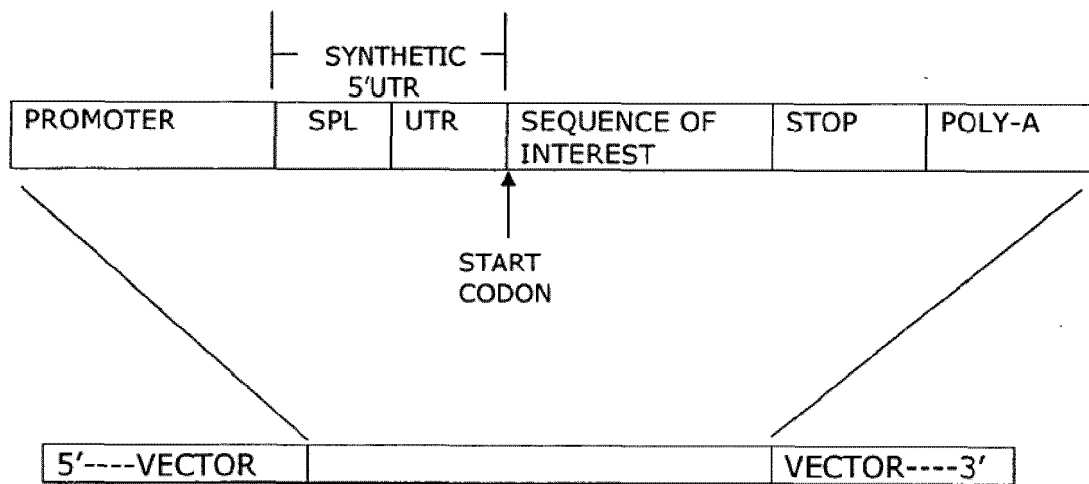 SYNTHETIC
5'UTR
PROMOTER
SPL
UTR
SEQUENCE OF
INTEREST
STOP
POLY-A
START
CODON
5'----VECTOR
VECTOR----3'